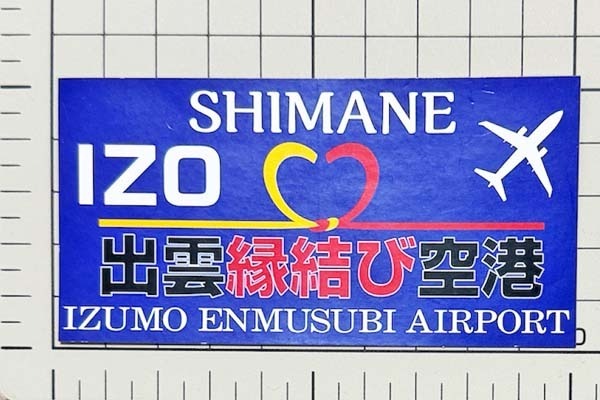 SHIMANE
IZO
出雲縁結び空港
IZUMO ENMUSUBI AIRPORT